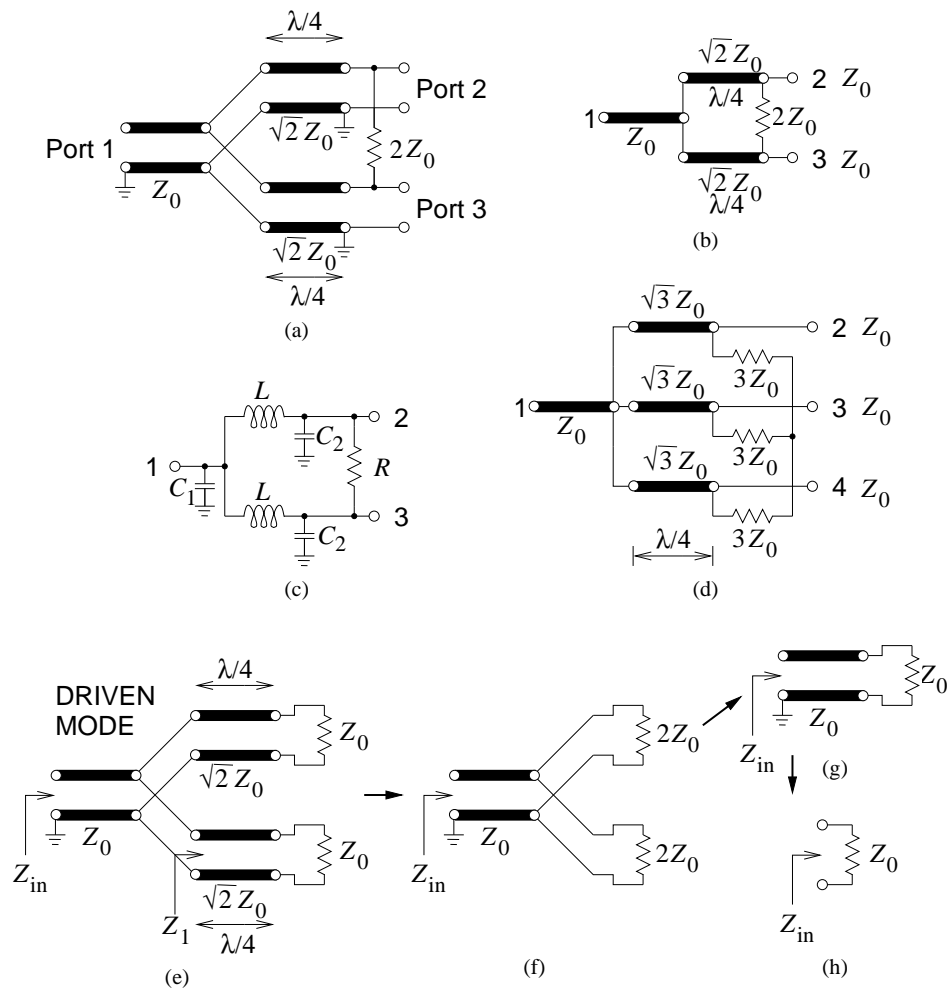 λ/4
Port 2
√2 Z0
2Z0
Port 1
Z0
Port 3
√2 Z0
λ/4
(a)
√2 Z0
2 Z0
λ/4
1
Z0
2Z0
3 Z0
√2 Z0
λ/4
(b)
L
2
C2
1
R
C1
L
3
C2
(c)
√3 Z0
2 Z0
3Z0
√3 Z0
1
3 Z0
Z0
3Z0
√3 Z0
4 Z0
3Z0
λ/4
(d)
DRIVEN
MODE
λ/4
Z0
√2 Z0
Z0
Zin
Z0
√2 Z0
Z1
λ/4
(e)
2Z0
Z0
Zin
2Z0
(f)
Z0
Z0
Zin
(g)
Z0
Zin
(h)